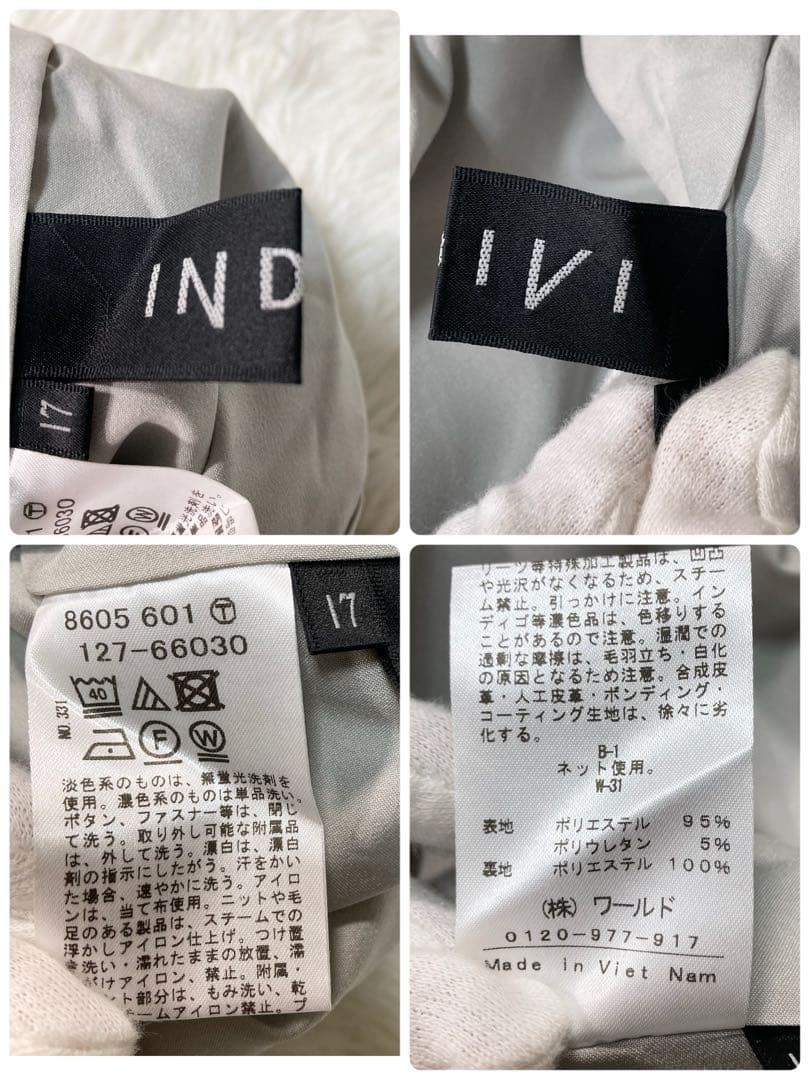 IND
17
IVI
8605 601 Ⓣ
127-66030
17
40
F
W
NO.331
淡色系のものは、無蛍光洗剤を
使用。濃色系のものは単品洗い。
ボタン、ファスナー等は、閉じ
て洗う。取り外し可能な附属品
は、外して洗う。漂白は、漂白
剤の指示にしたがう。汗をかい
た場合、速やかに洗う。アイロ
ンは、当て布使用。ニットや毛
足のある製品は、スチームでの
浮かしアイロン仕上げ。つけ置
き洗い・濡れたままの放置、濡
がけアイロン、禁止。附属・
ント部分は、もみ洗い、乾
チームアイロン禁止。プ
リーツ等特殊加工製品は、凹凸
や光沢がなくなるため、スチー
ム禁止。引っかけに注意。イン
ディゴ等濃色品は、色移りする
ことがあるので注意。湿潤での
過剰な摩擦は、毛羽立ち・白化
の原因となるため注意。合成皮
革・人工皮革・ボンディング・
コーティング生地は、徐々に劣
化する。
B-1
ネット使用。
W-31
表地 ポリエステル 95%
ポリウレタン 5%
裏地 ポリエステル 100%
(株) ワールド
0120-977-917
Made in Viet Nam